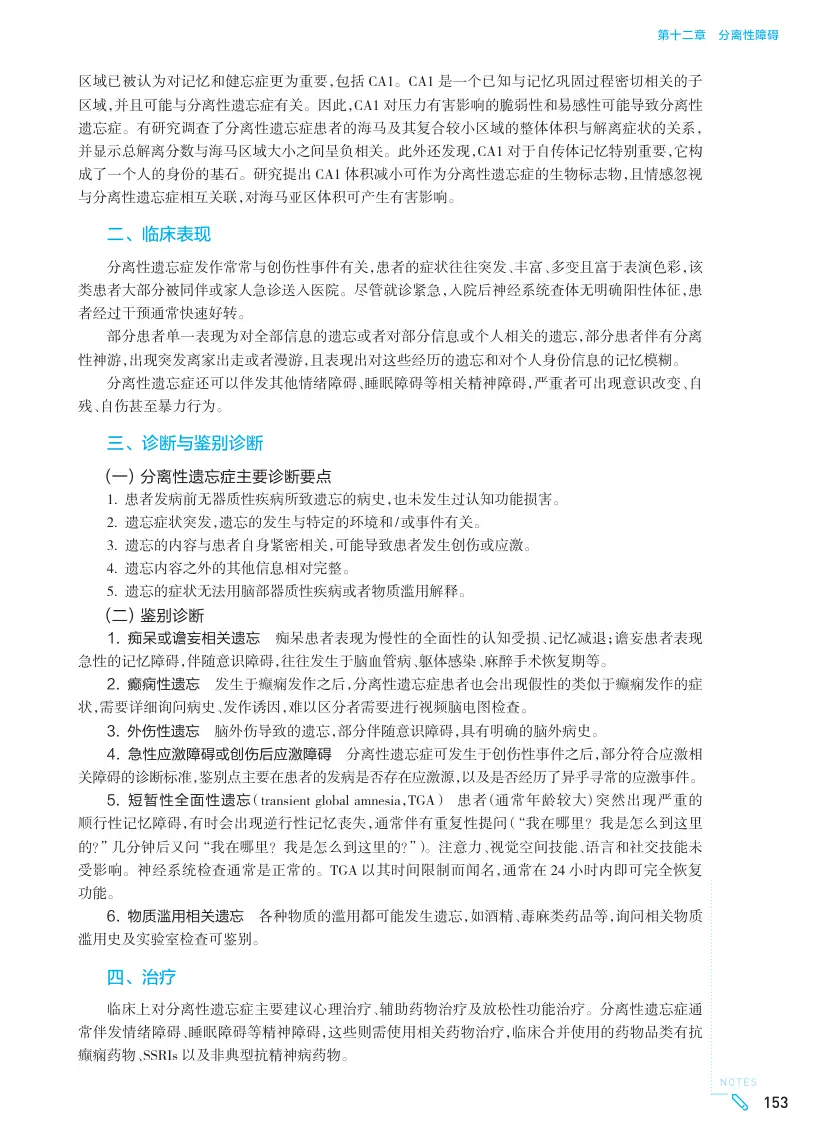 第十二章 分离性障碍
区域已被认为对记忆和健忘症更为重要,包括 CA1。CA1 是一个已知与记忆巩固过程密切相关的子
区域,并且可能与分离性遗忘症有关。因此,CA1 对压力有害影响的脆弱性和易感性可能导致分离性
遗忘症。有研究调查了分离性遗忘症患者的海马及其复合较小区域的整体体积与解离症状的关系,
并显示总解离分数与海马区域大小之间呈负相关。此外还发现,CA1 对于自传体记忆特别重要,它构
成了一个人的身份的基石。研究提出 CA1 体积减小可作为分离性遗忘症的生物标志物,且情感忽视
与分离性遗忘症相互关联,对海马亚区体积可产生有害影响。
二、临床表现
分离性遗忘症发作常常与创伤性事件有关,患者的症状往往突发、丰富、多变且富于表演色彩,该
类患者大部分被同伴或家人急诊送入医院。尽管就诊紧急,入院后神经系统查体无明确阳性体征,患
者经过干预通常快速好转。
部分患者单一表现为对全部信息的遗忘或者对部分信息或个人相关的遗忘,部分患者伴有分离
性神游,出现突发离家出走或者漫游,且表现出对这些经历的遗忘和对个人身份信息的记忆模糊。
分离性遗忘症还可以伴发其他情绪障碍、睡眠障碍等相关精神障碍,严重者可出现意识改变、自
残、自伤甚至暴力行为。
三、诊断与鉴别诊断
(一) 分离性遗忘症主要诊断要点
1. 患者发病前无器质性疾病所致遗忘的病史,也未发生过认知功能损害。
2. 遗忘症状突发,遗忘的发生与特定的环境和/或事件有关。
3. 遗忘的内容与患者自身紧密相关,可能导致患者发生创伤或应激。
4. 遗忘内容之外的其他信息相对完整。
5. 遗忘的症状无法用脑部器质性疾病或者物质滥用解释。
(二) 鉴别诊断
1. 痴呆或谵妄相关遗忘 痴呆患者表现为慢性的全面性的认知受损、记忆减退;谵妄患者表现
急性的记忆障碍,伴随意识障碍,往往发生于脑血管病、躯体感染、麻醉手术恢复期等。
2. 癫痫性遗忘 发生于癫痫发作之后,分离性遗忘症患者也会出现假性的类似于癫痫发作的症
状,需要详细询问病史、发作诱因,难以区分者需要进行视频脑电图检查。
3. 外伤性遗忘 脑外伤导致的遗忘,部分伴随意识障碍,具有明确的脑外病史。
4. 急性应激障碍或创伤后应激障碍 分离性遗忘症可发生于创伤性事件之后,部分符合应激相
关障碍的诊断标准,鉴别点主要在患者的发病是否存在应激源,以及是否经历了异乎寻常的应激事件。
5. 短暂性全面性遗忘(transient global amnesia,TGA) 患者(通常年龄较大)突然出现严重的
顺行性记忆障碍,有时会出现逆行性记忆丧失,通常伴有重复性提问(“我在哪里? 我是怎么到这里
的?”几分钟后又问“我在哪里? 我是怎么到这里的?”)。注意力、视觉空间技能、语言和社交技能未
受影响。神经系统检查通常是正常的。TGA 以其时间限制而闻名,通常在 24 小时内即可完全恢复
功能。
6. 物质滥用相关遗忘 各种物质的滥用都可能发生遗忘,如酒精、毒麻类药品等,询问相关物质
滥用史及实验室检查可鉴别。
四、治疗
临床上对分离性遗忘症主要建议心理治疗、辅助药物治疗及放松性功能治疗。分离性遗忘症通
常伴发情绪障碍、睡眠障碍等精神障碍,这些则需使用相关药物治疗,临床合并使用的药物品类有抗
癫痫药物、SSRIs 以及非典型抗精神病药物。
NOTES
153